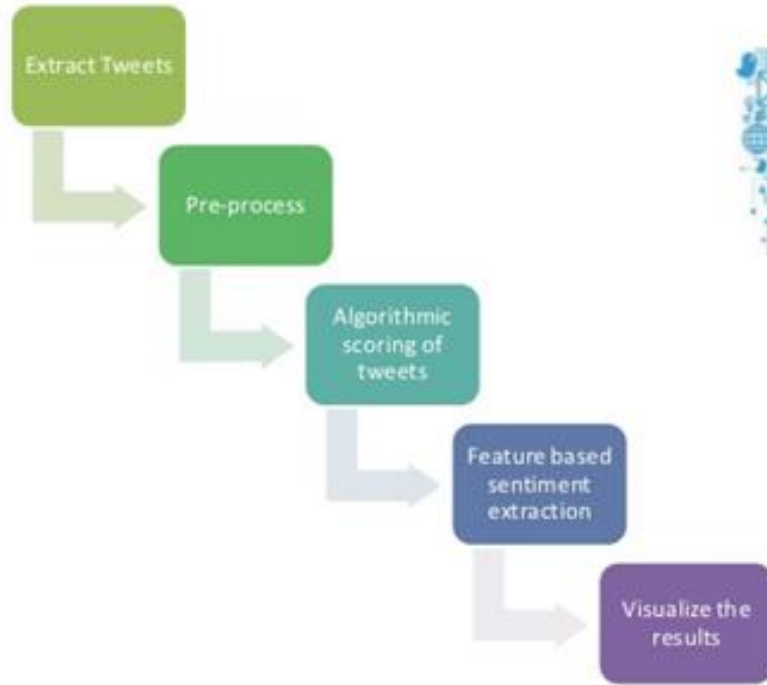 Extract Tweets
Pre-process
Algorithmic
scoring of
tweets
Feature based
sentiment
extraction
Visualize the
results